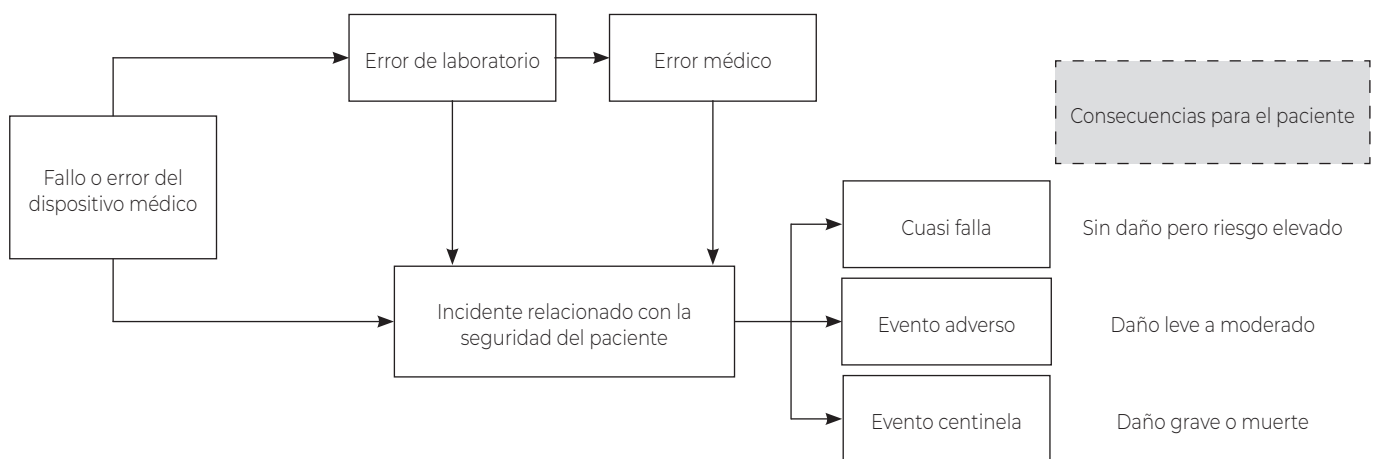 Error de laboratorio
Error médico
Consecuencias para el paciente
Fallo o error del
dispositivo médico
Cuasi falla
Sin daño pero riesgo elevado
Incidente relacionado con la
seguridad del paciente
Evento adverso
Daño leve a moderado
Evento centinela
Daño grave o muerte